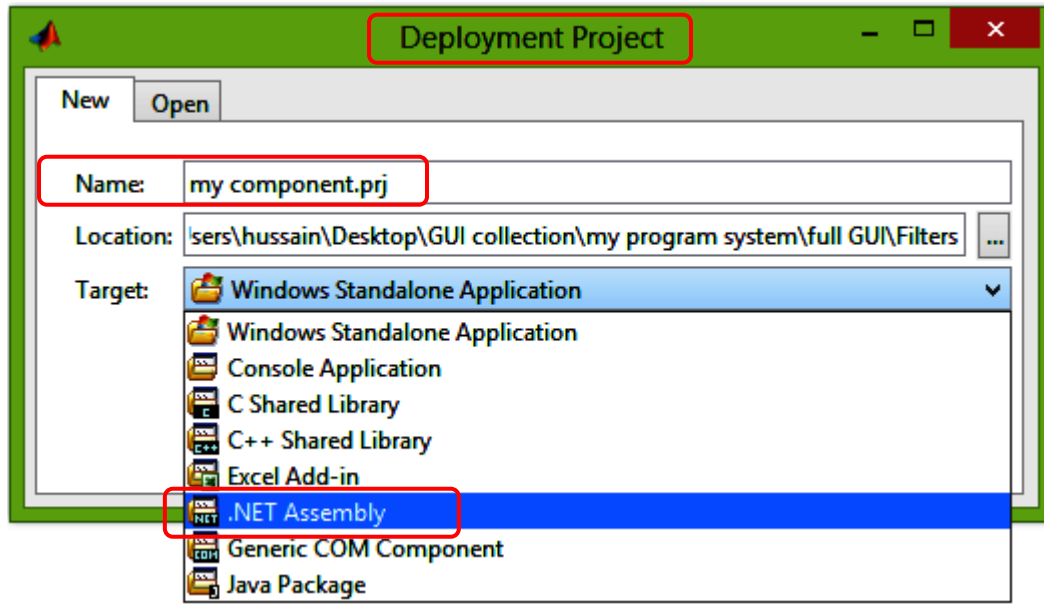 Deployment Project
New Open
Name: my component.prj
Location: sers\hussain\Desktop\GUI collection\my program system\full GUI\Filters ...
Target: Windows Standalone Application
Windows Standalone Application
Console Application
C C Shared Library
C++ C++ Shared Library
Excel Add-in
NET .NET Assembly
COM Generic COM Component
Java Package